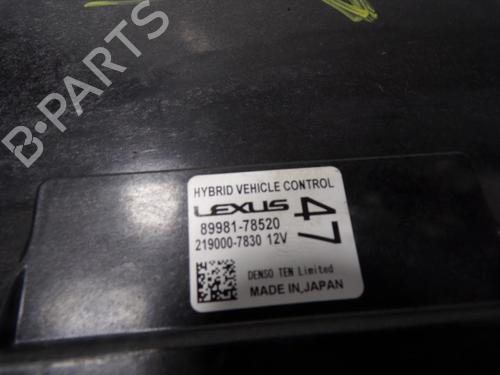 B-PARTS
HYBRID VEHICLE CONTROL
LEXUS
89981-78520
219000-7830 12V
47
DENSO TEN Limited
MADE IN JAPAN